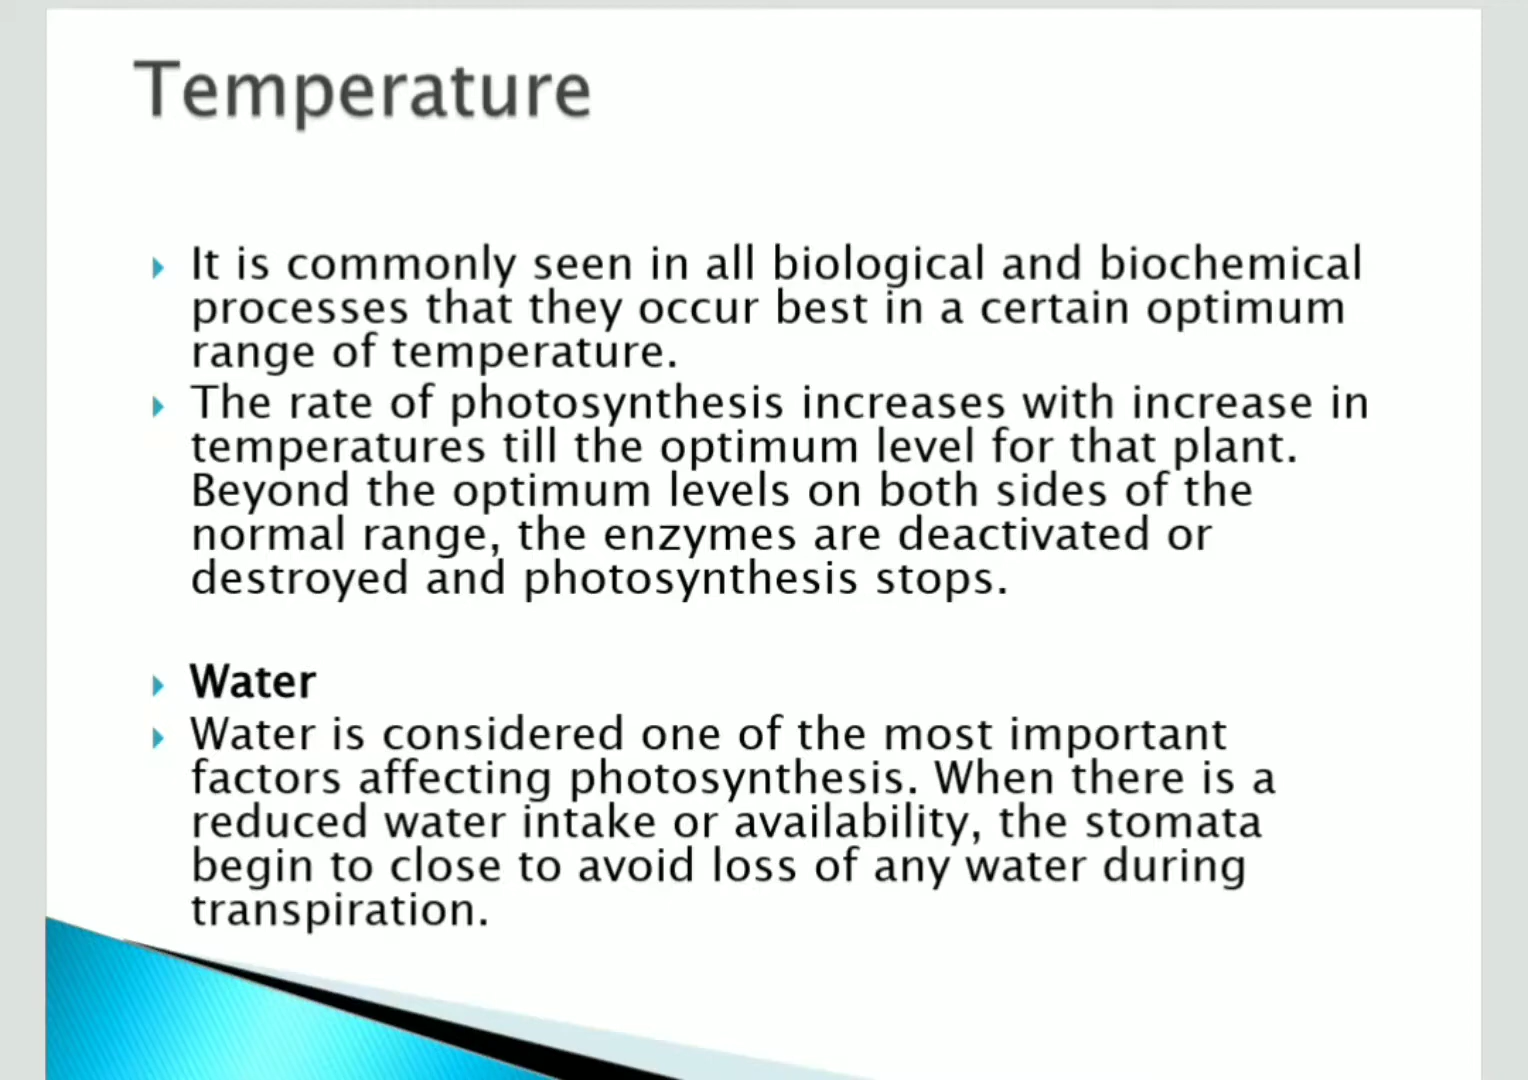 Temperature
It is commonly seen in all biological and biochemical
processes that they occur best in a certain optimum
range of temperature.
The rate of photosynthesis increases with increase in
temperatures till the optimum level for that plant.
Beyond the optimum levels on both sides of the
normal range, the enzymes are deactivated or
destroyed and photosynthesis stops.
Water
Water is considered one of the most important
factors affecting photosynthesis. When there is a
reduced water intake or availability, the stomata
begin to close to avoid loss of any water during
transpiration.